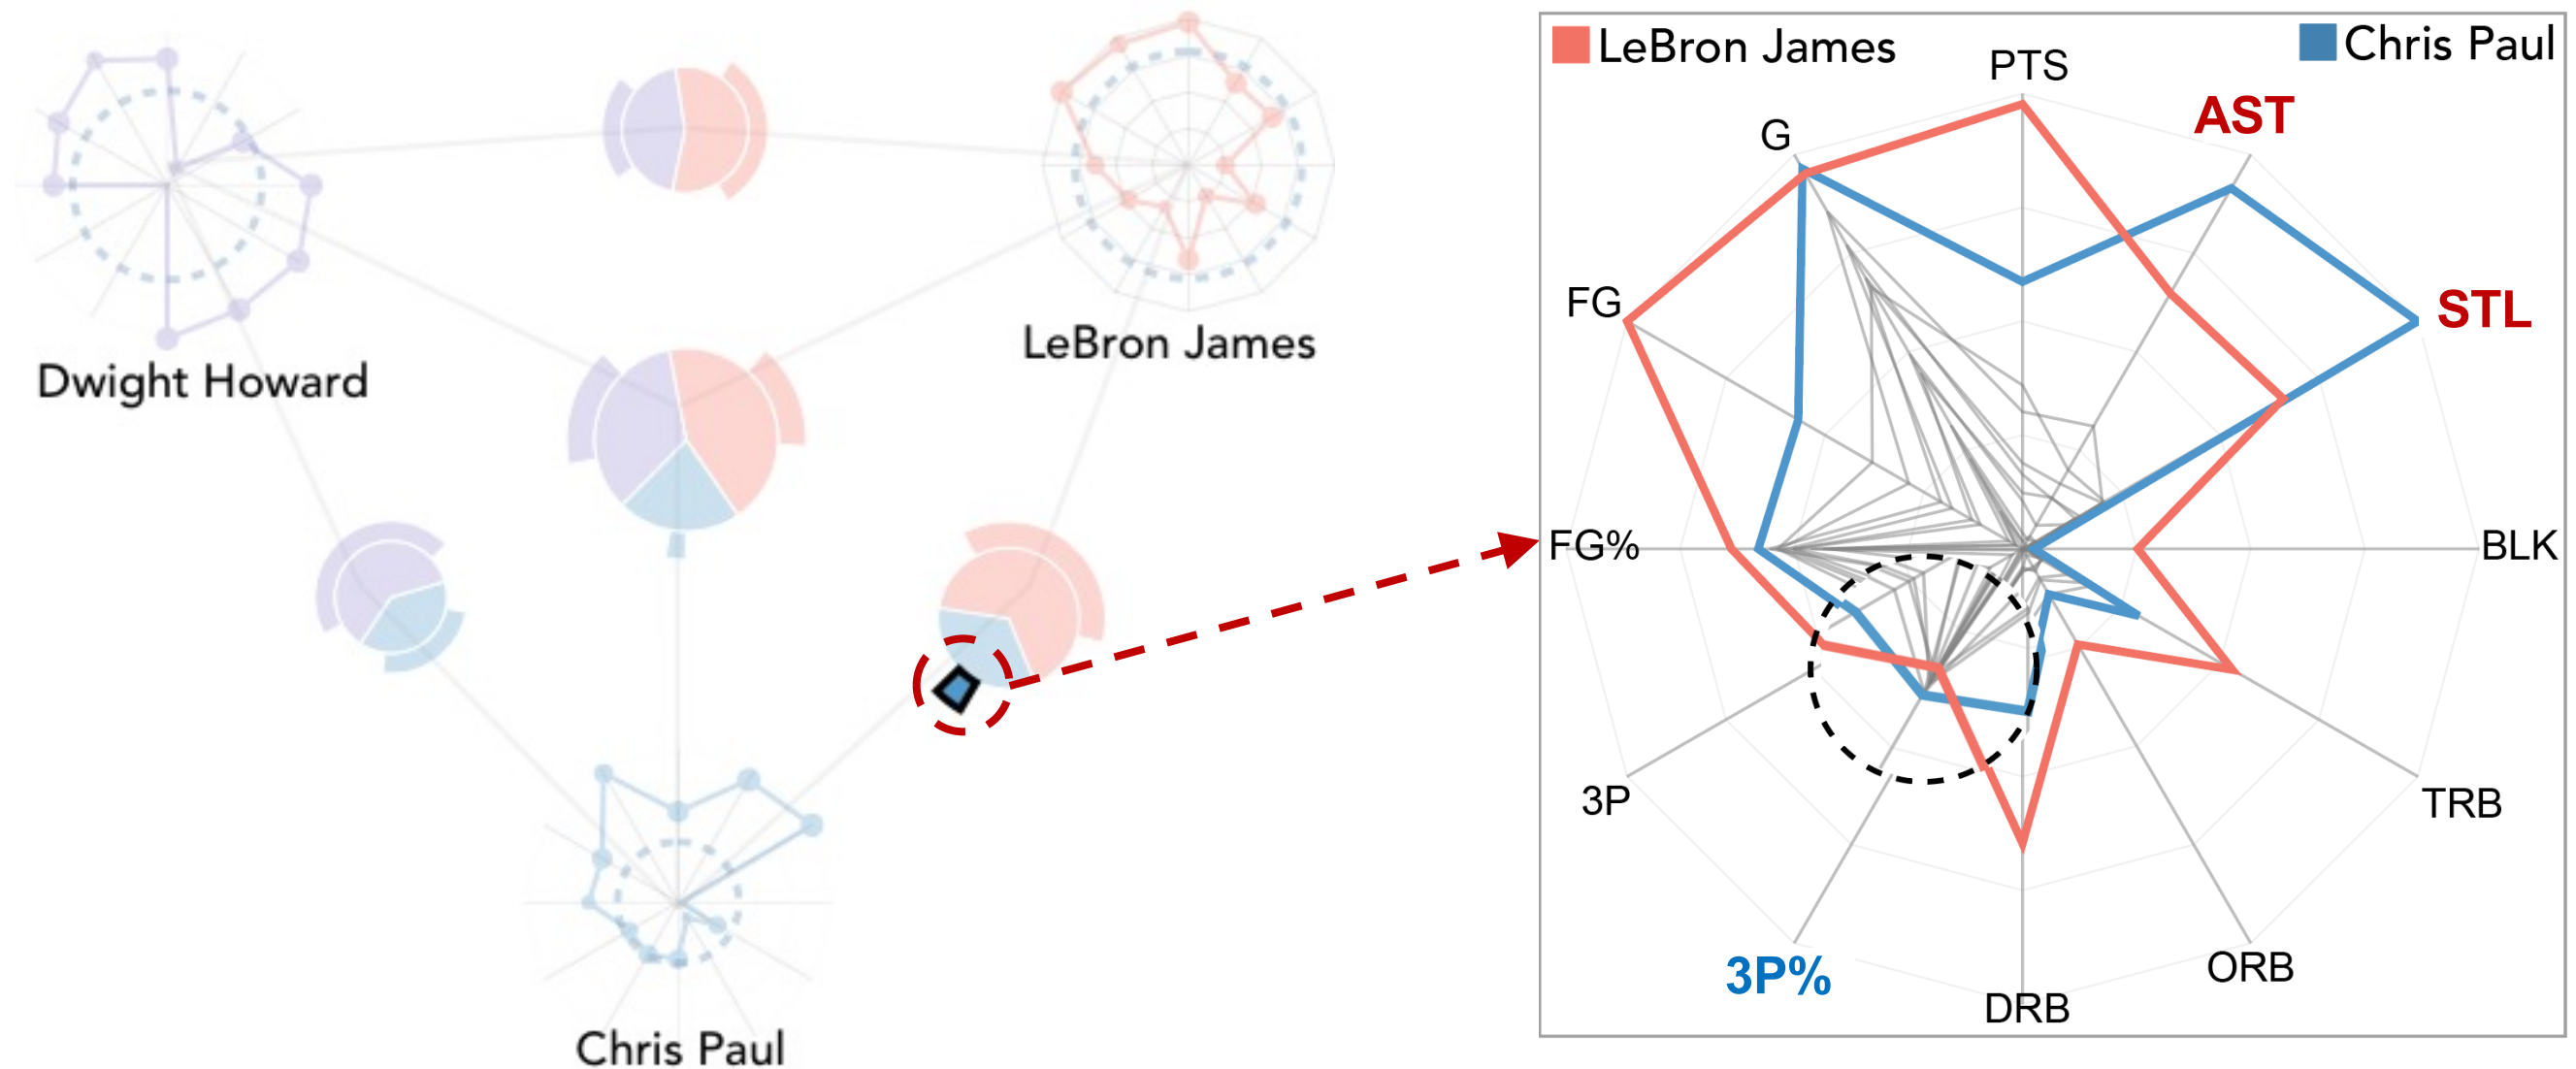 Dwight Howard
LeBron James
Chris Paul
LeBron James
Chris Paul
PTS
AST
G
STL
FG
FG%
BLK
3P
TRB
3P%
ORB
DRB